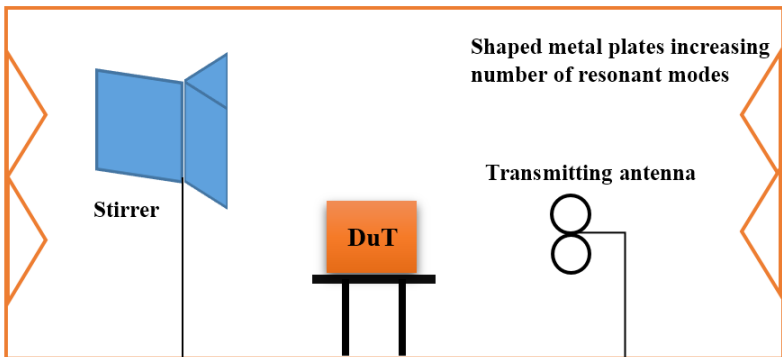 Shaped metal plates increasing
number of resonant modes
Transmitting antenna
Stirrer
DuT